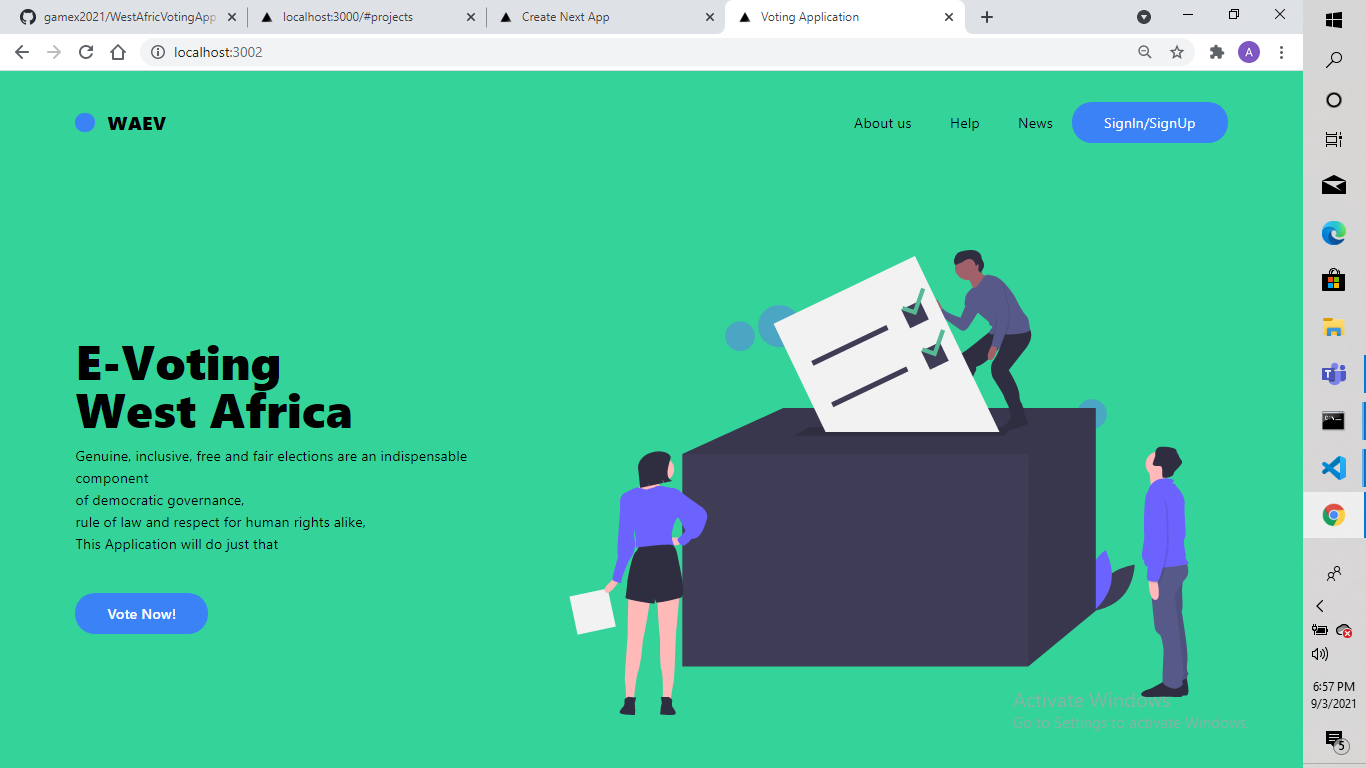 gamex2021/WestAfricVotingApp
localhost:3000/#projects
Create Next App
Voting Application
localhost:3002
A
WAEV
About us
Help
News
SignIn/SignUp
E-Voting
West Africa
Genuine, inclusive, free and fair elections are an indispensable
component
of democratic governance,
rule of law and respect for human rights alike,
This Application will do just that
Vote Now!
Activate Windows
Go to Settings to activate Windows.
6:57 PM
9/3/2021
5